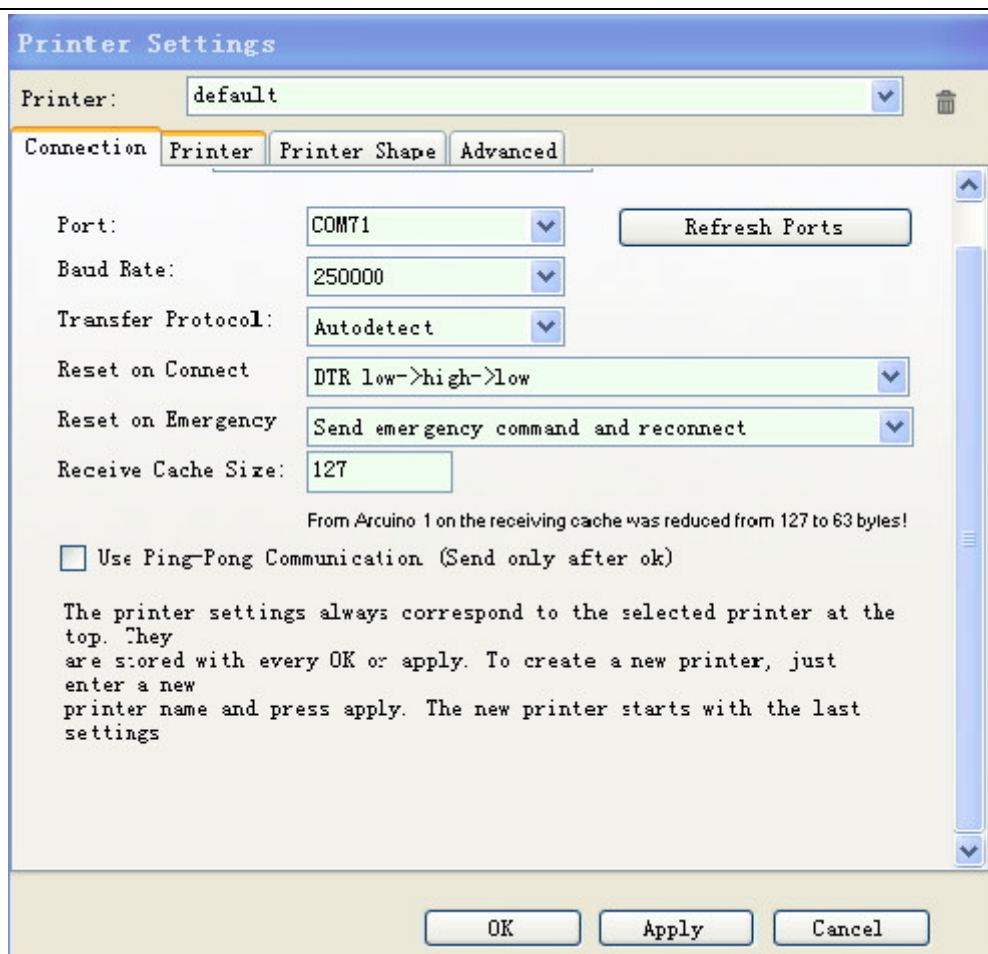 Printer Settings
Printer: default
Connection Printer Printer Shape Advanced
Port: COM71 Refresh Ports
Baud Rate: 250000
Transfer Protocol: Autodetect
Reset on Connect DTR low->high->low
Reset on Emergency Send emergency command and reconnect
Receive Cache Size: 127
From Arcuino 1 on the receiving cache was reduced from 127 to 63 bytes!
Use Ping-Pong Communication (Send only after ok)
The printer settings always correspond to the selected printer at the
top. They
are stored with every OK or apply. To create a new printer, just
enter a new
printer name and press apply. The new printer starts with the last
settings
OK Apply Cancel